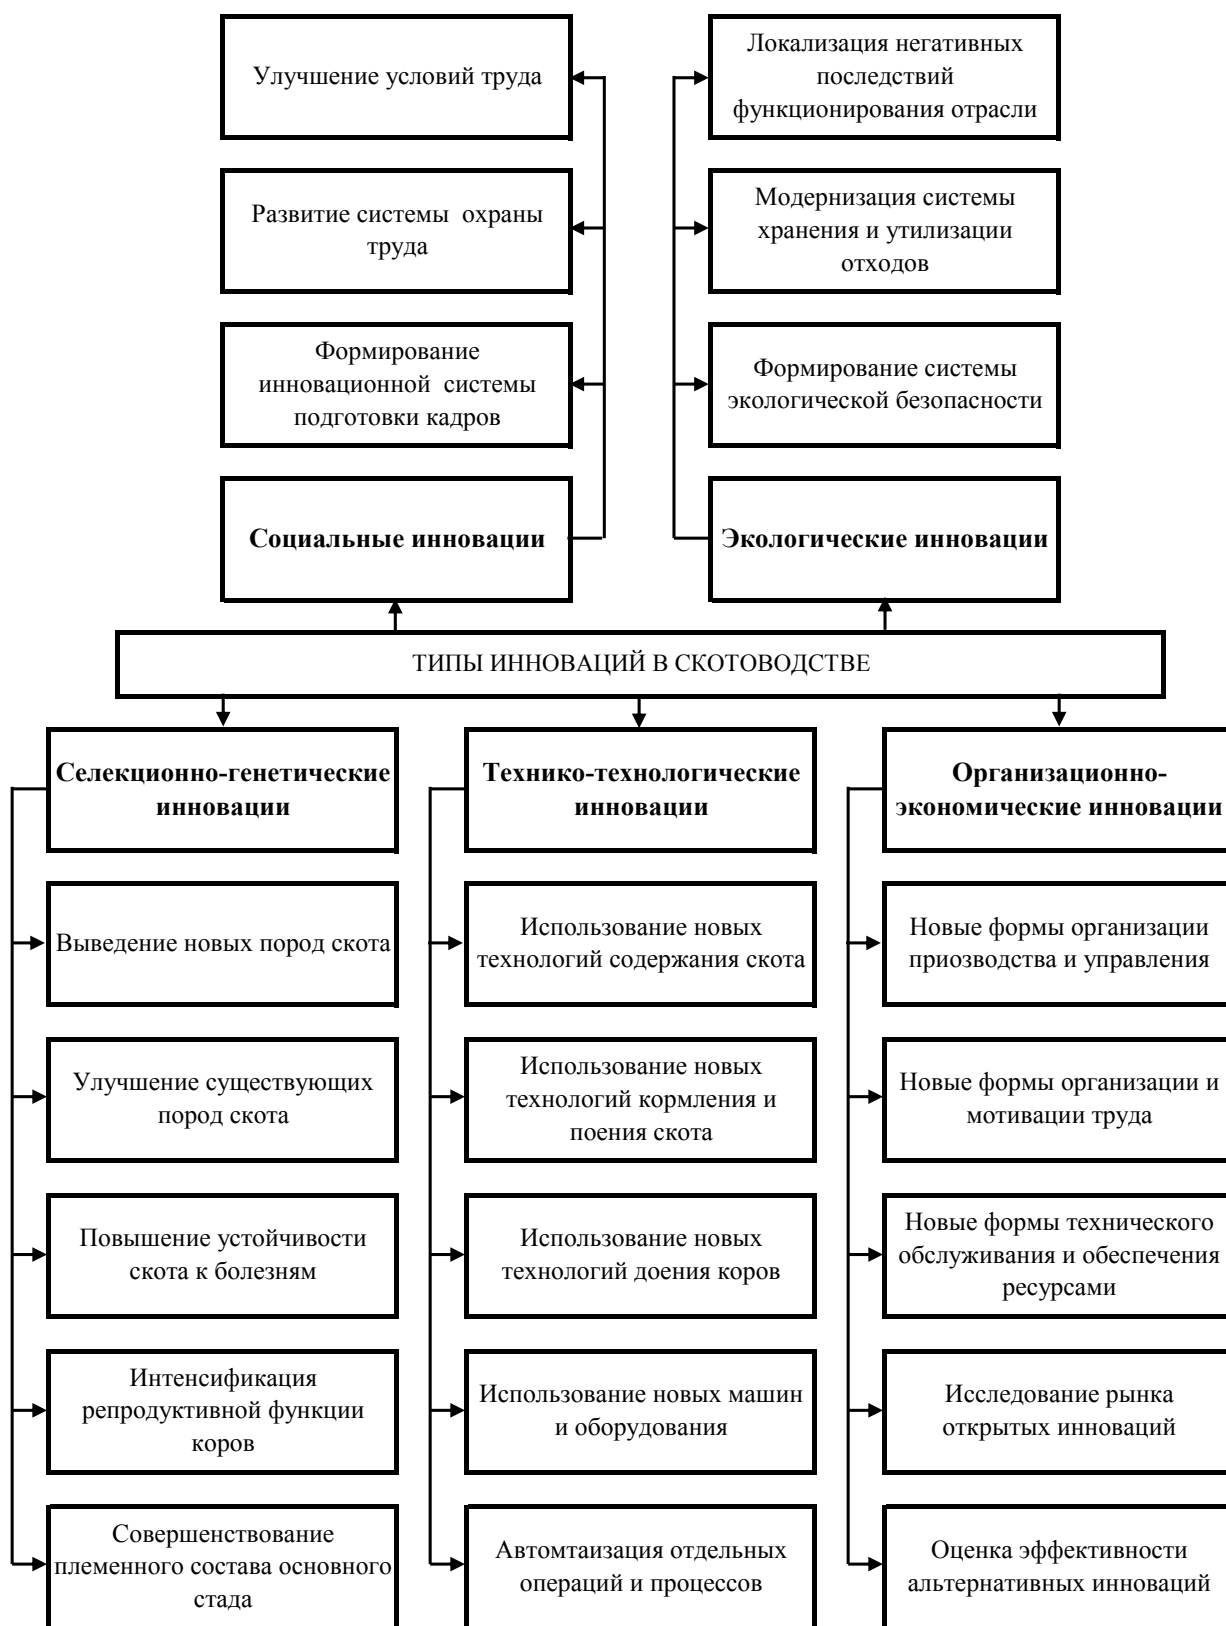 Улучшение условий труда
Развитие системы  охраны
труда
Формирование
инновационной  системы
подготовки кадров
Социальные инновации
Локализация негативных
последствий
функционирования отрасли
Модернизация системы
хранения и утилизации
отходов
Формирование системы
экологической безопасности
Экологические инновации
ТИПЫ ИННОВАЦИЙ В СКОТОВОДСТВЕ
Селекционно-генетические
инновации
Выведение новых пород скота
Улучшение существующих
пород скота
Повышение устойчивости
скота к болезням
Интенсификация
репродуктивной функции
коров
Совершенствование
племенного состава основного
стада
Технико-технологические
инновации
Использование новых
технологий содержания скота
Использование новых
технологий кормления и
поения скота
Использование новых
технологий доения коров
Использование новых машин
и оборудования
Автомтаизация отдельных
операций и процессов
Организационно-
экономические инновации
Новые формы организации
приозводства и управления
Новые формы организации и
мотивации труда
Новые формы технического
обслуживания и обеспечения
ресурсами
Исследование рынка
открытых инноваций
Оценка эффективности
альтернативных инноваций